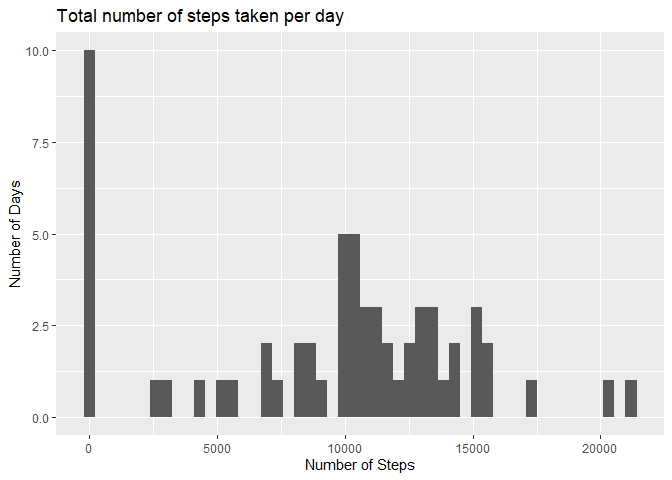 Total number of steps taken per day
10.0
7.5
5.0
2.5
0.0
Number of Days
0 5000 10000 15000 20000
Number of Steps